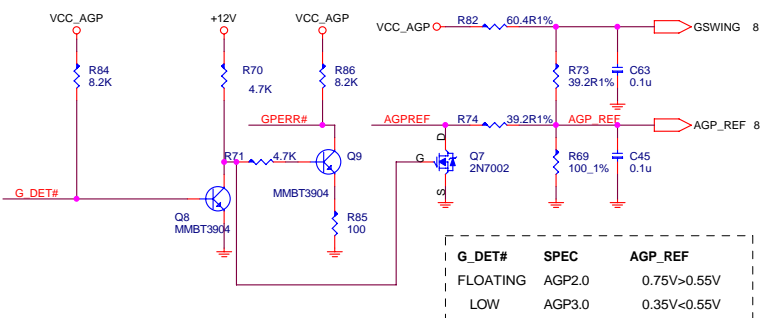 VCC_AGP
+12V
VCC_AGP
VCC_AGP
R82
60.4R1%
GSWING 8
R84
8.2K
R70
4.7K
R86
8.2K
R73
39.2R1%
C63
0.1u
GPERR#
AGPREF
R74
39.2R1%
AGP_REF
AGP_REF 8
R71
4.7K
Q9
D
G
S
Q7
2N7002
R69
100_1%
C45
0.1u
G_DET#
MMBT3904
Q8
MMBT3904
R85
100
G_DET# SPEC AGP_REF
FLOATING AGP2.0 0.75V>0.55V
LOW AGP3.0 0.35V<0.55V